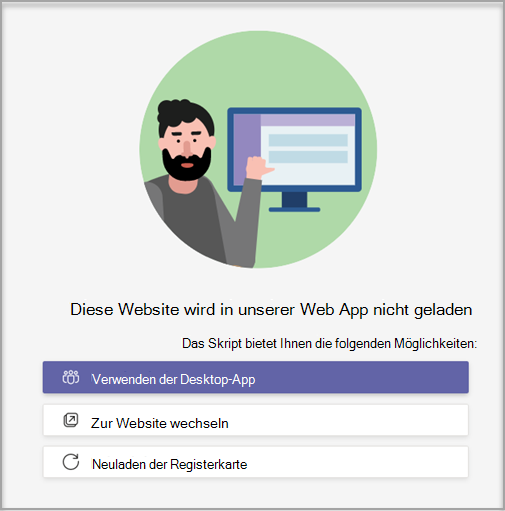 Diese Website wird in unserer Web App nicht geladen
Das Skript bietet Ihnen die folgenden Möglichkeiten:
Verwenden der Desktop-App
Zur Website wechseln
Neuladen der Registerkarte